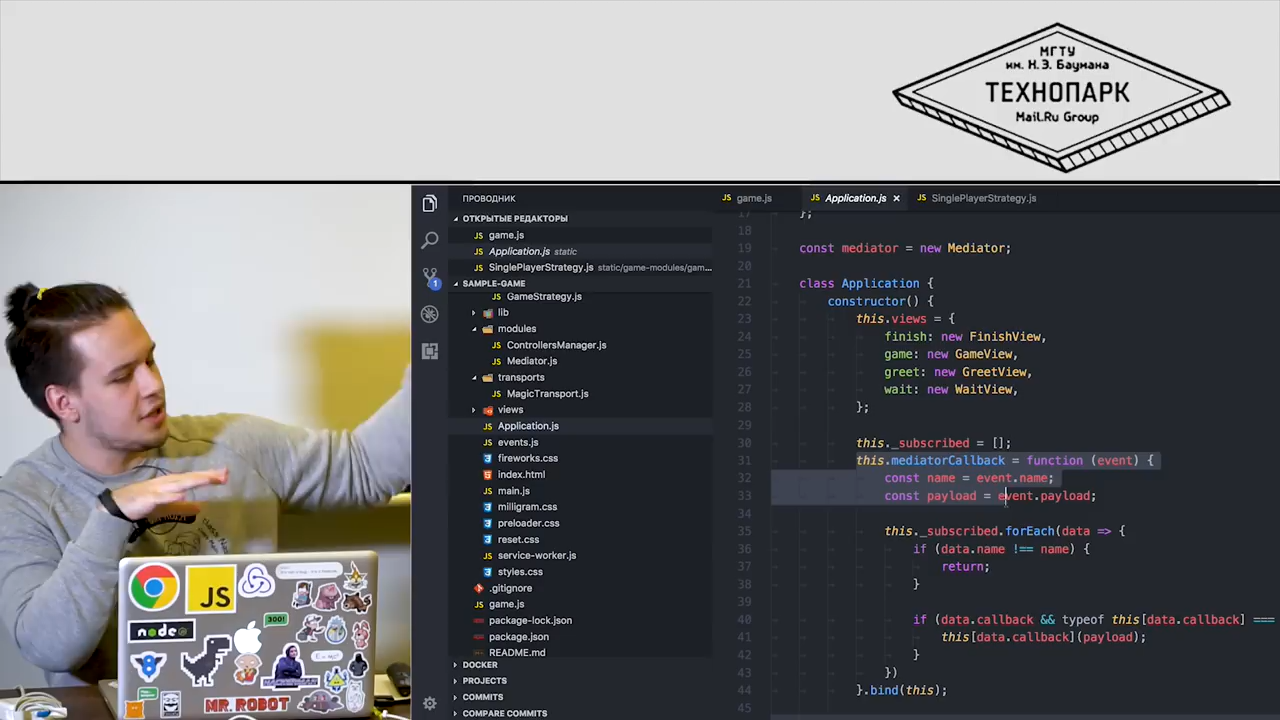 МГТУ
им. Н.Э. Баумана
ТЕХНОПАРК
Mail.Ru Group
ПРОВОДНИК
ОТКРЫТЫЕ РЕДАКТОРЫ
game.js
Application.js static
SinglePlayerStrategy.js static/game-modules/gam...
SAMPLE-GAME
GameStrategy.js
lib
modules
ControllersManager.js
Mediator.js
transports
MagicTransport.js
views
Application.js
events.js
fireworks.css
index.html
main.js
miligram.css
preloader.css
reset.css
service-worker.js
styles.css
.gitignore
game.js
package-lock.json
package.json
README.md
DOCKER
PROJECTS
COMMITS
COMPARE COMMITS
1
game.js
Application.js
SinglePlayerStrategy.js
17 };
18
19 const mediator = new Mediator;
20
21 class Application {
22 constructor() {
23 this.views = {
24 finish: new FinishView,
25 game: new GameView,
26 greet: new GreetView,
27 wait: new WaitView,
28 };
29
30 this._subscribed = [];
31 this.mediatorCallback = function (event) {
32 const name = event.name;
33 const payload = event.payload;
35 this._subscribed.forEach(data => {
36 if (data.name !== name) {
37 return;
38 }
39
40 if (data.callback && typeof this[data.callback] ===
41 this[data.callback](payload);
42 }
43 })
44 }.bind(this);
45
JS
node
300!
MR. ROBOT